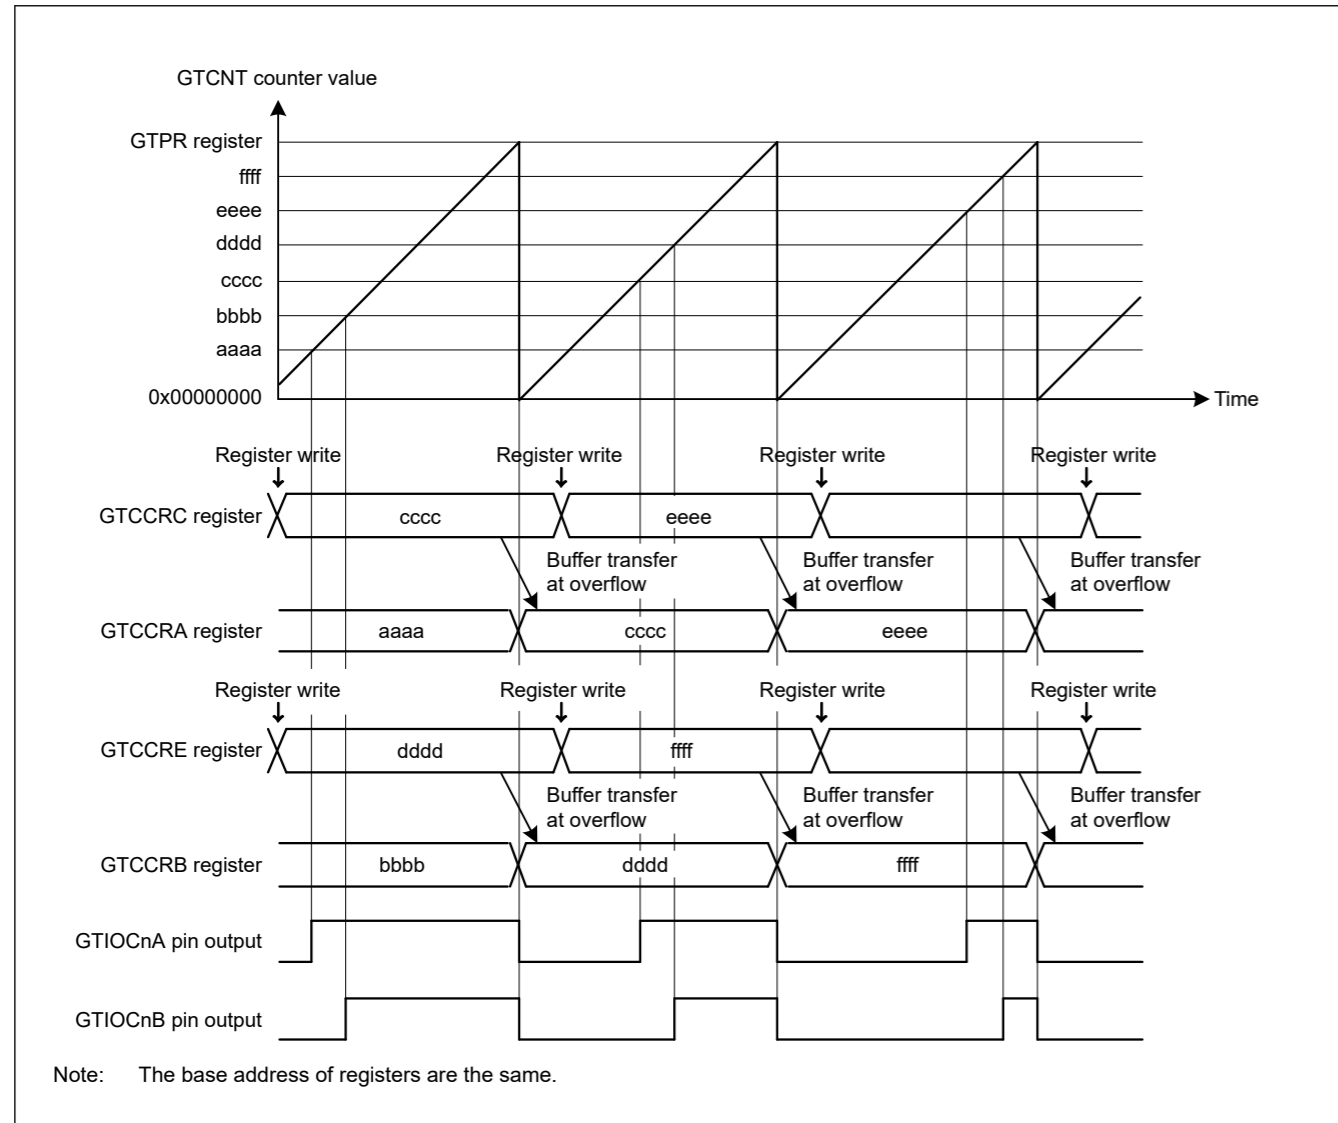 GTCNT counter value
GTPR register
ffff
eeee
dddd
cccc
bbbb
aaaa
0x00000000
Time
Register write Register write Register write Register write
GTCCRC register cccc eeee
Buffer transfer Buffer transfer Buffer transfer
at overflow at overflow at overflow
GTCCRA register aaaa cccc eeee
Register write Register write Register write Register write
GTCCRE register dddd ffff
Buffer transfer Buffer transfer Buffer transfer
at overflow at overflow at overflow
GTCCRB register bbbb dddd ffff
GTIOCnA pin output
GTIOCnB pin output
Note: The base address of registers are the same.